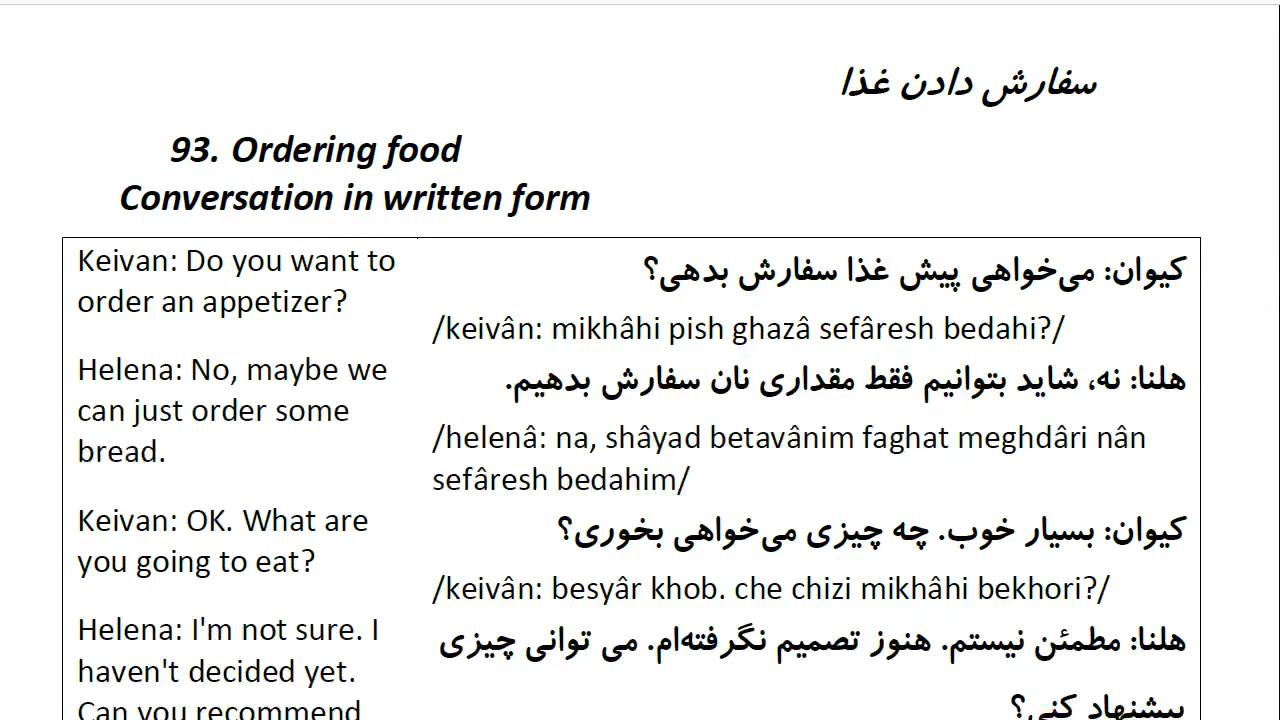 سفارش دادن غذا
93. Ordering food
Conversation in written form
Keivan: Do you want to
order an appetizer?
Helena: No, maybe we
can just order some
bread.
Keivan: OK. What are
you going to eat?
Helena: I'm not sure. I
haven't decided yet.
Can you recommend
کیوان: می‌خواهی پیش غذا سفارش بدهی؟
/keivân: mikhâhi pish ghazâ sefâresh bedahi?/
هلنا: نه، شاید بتوانیم فقط مقداری نان سفارش بدهیم.
/helenâ: na, shâyad betavânim faghat meghdâri nân
sefâresh bedahim/
کیوان: بسیار خوب. چه چیزی می‌خواهی بخوری؟
/keivân: besyâr khob. che chizi mikhâhi bekhori?/
هلنا: مطمئن نیستم. هنوز تصمیم نگرفته‌ام. می توانی چیزی
پیشنهاد کنی؟